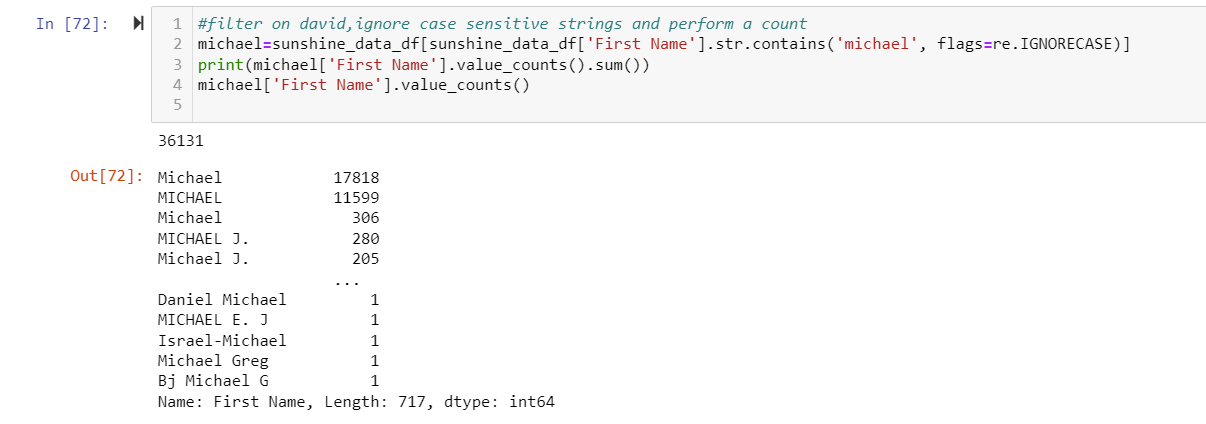 In [72]:
1 #filter on david,ignore case sensitive strings and perform a count
2 michael=sunshine_data_df[sunshine_data_df['First Name'].str.contains('michael', flags=re.IGNORECASE)]
3 print(michael['First Name'].value_counts().sum())
4 michael['First Name'].value_counts()
5
36131
Out[72]: Michael 17818
MICHAEL 11599
Michael 306
MICHAEL J. 280
Michael J. 205
...
Daniel Michael 1
MICHAEL E. J 1
Israel-Michael 1
Michael Greg 1
Bj Michael G 1
Name: First Name, Length: 717, dtype: int64